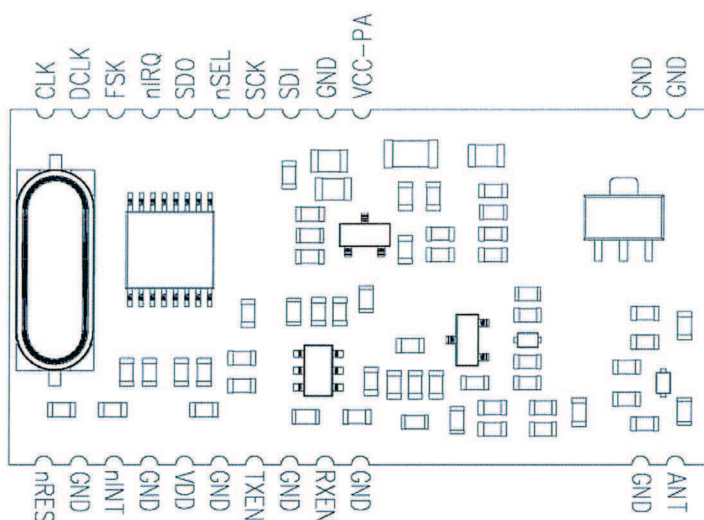 CLK
DCLK
FSK
nIRQ
SDO
nSEL
SCK
SDI
GND
VCC-PA
GND
GND
nRES
GND
nINT
GND
VDD
GND
TXEN
GND
RXEN
GND
GND
ANT